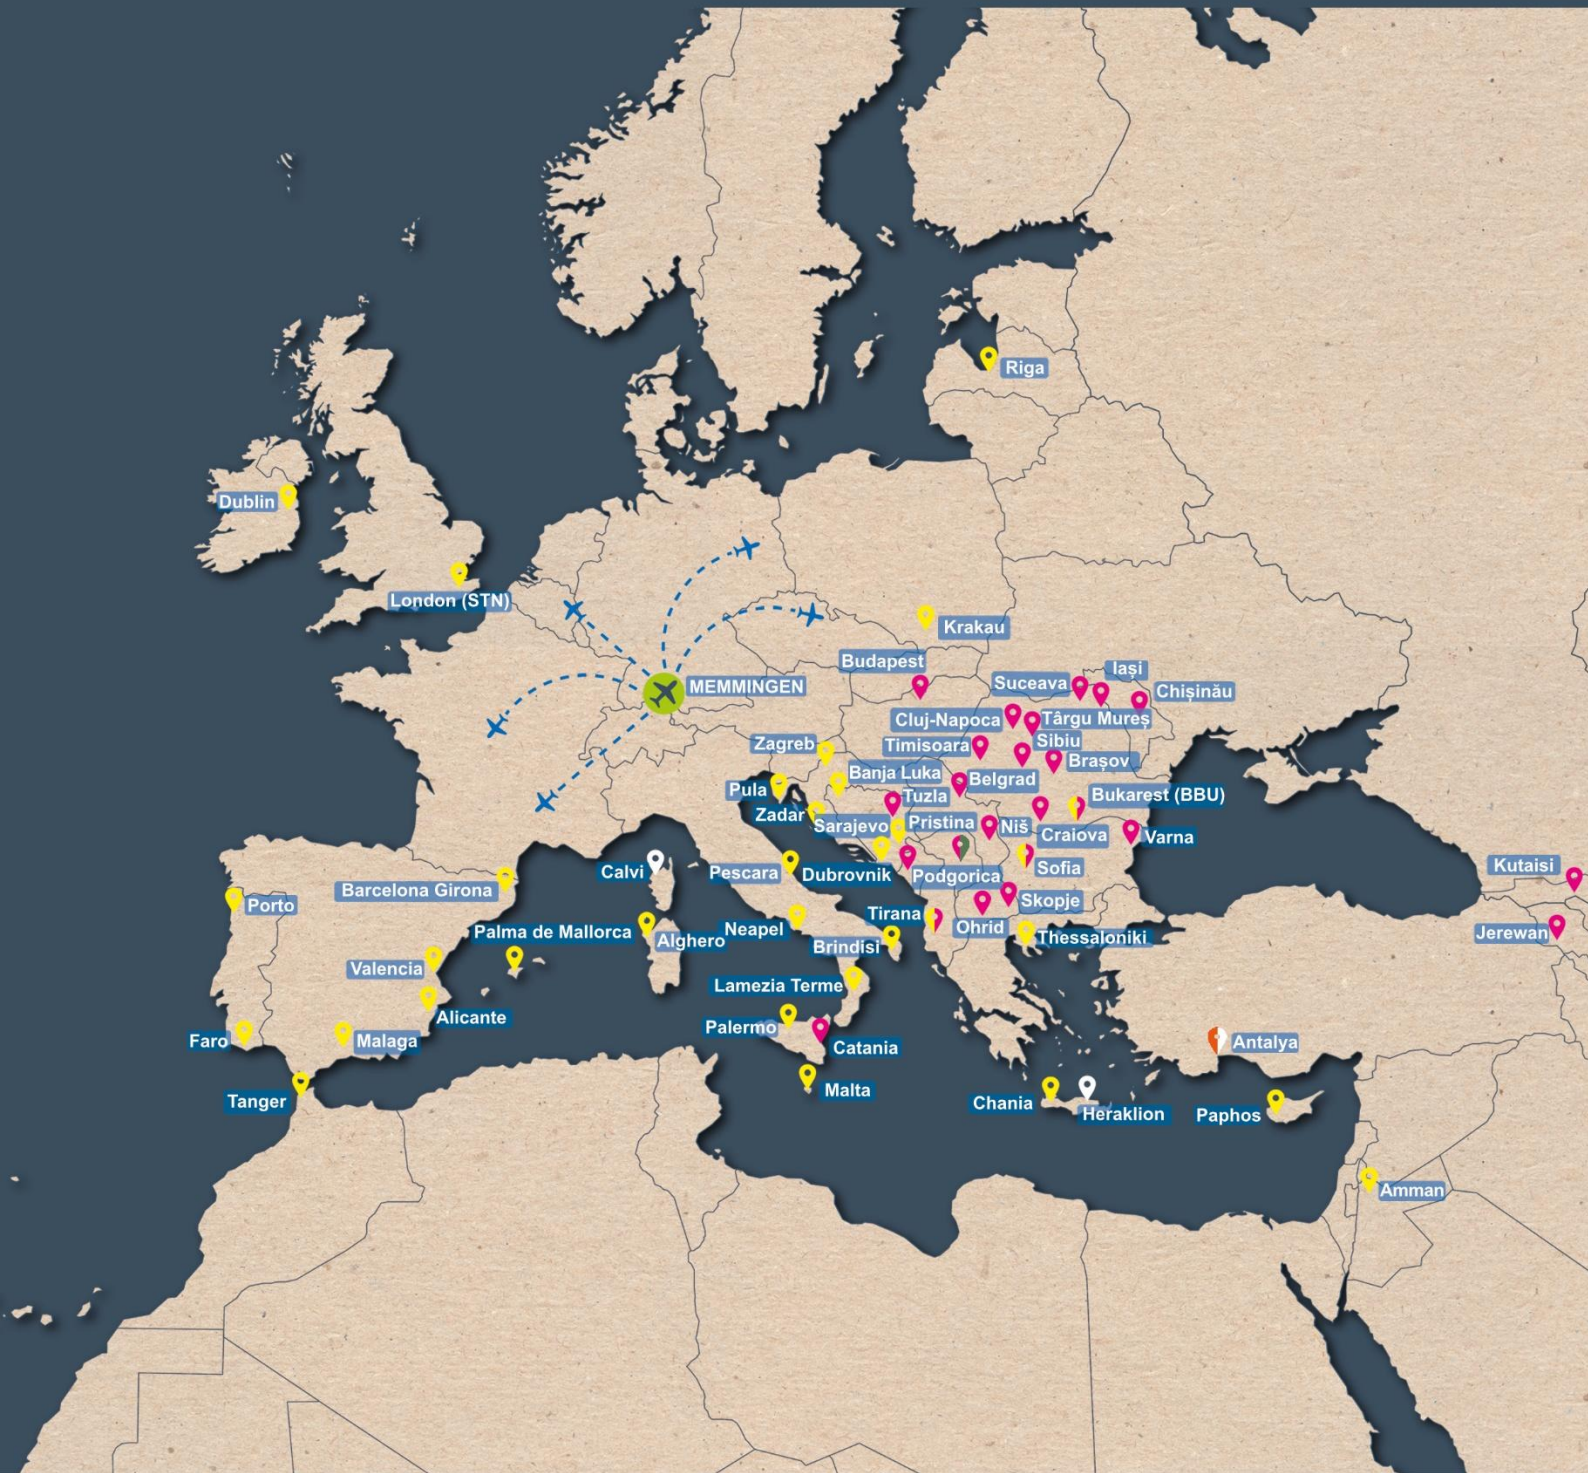 Riga
Dublin
London (STN)
Krakau
Budapest
Iași
Suceava
Chișinău
MEMMINGEN
Cluj-Napoca
Târgu Mureș
Zagreb
Timisoara
Sibiu
Brașov
Banja Luka
Belgrad
Pula
Tuzla
Bukarest (BBU)
Zadar
Sarajevo
Pristina
Niš
Craiova
Varna
Calvi
Pescara
Dubrovnik
Podgorica
Sofia
Kutaisi
Barcelona Girona
Porto
Skopje
Tirana
Ohrid
Palma de Mallorca
Neapel
Alghero
Brindisi
Thessaloniki
Jerewan
Valencia
Lamezia Terme
Alicante
Palermo
Faro
Malaga
Catania
Antalya
Malta
Tanger
Chania
Heraklion
Paphos
Amman